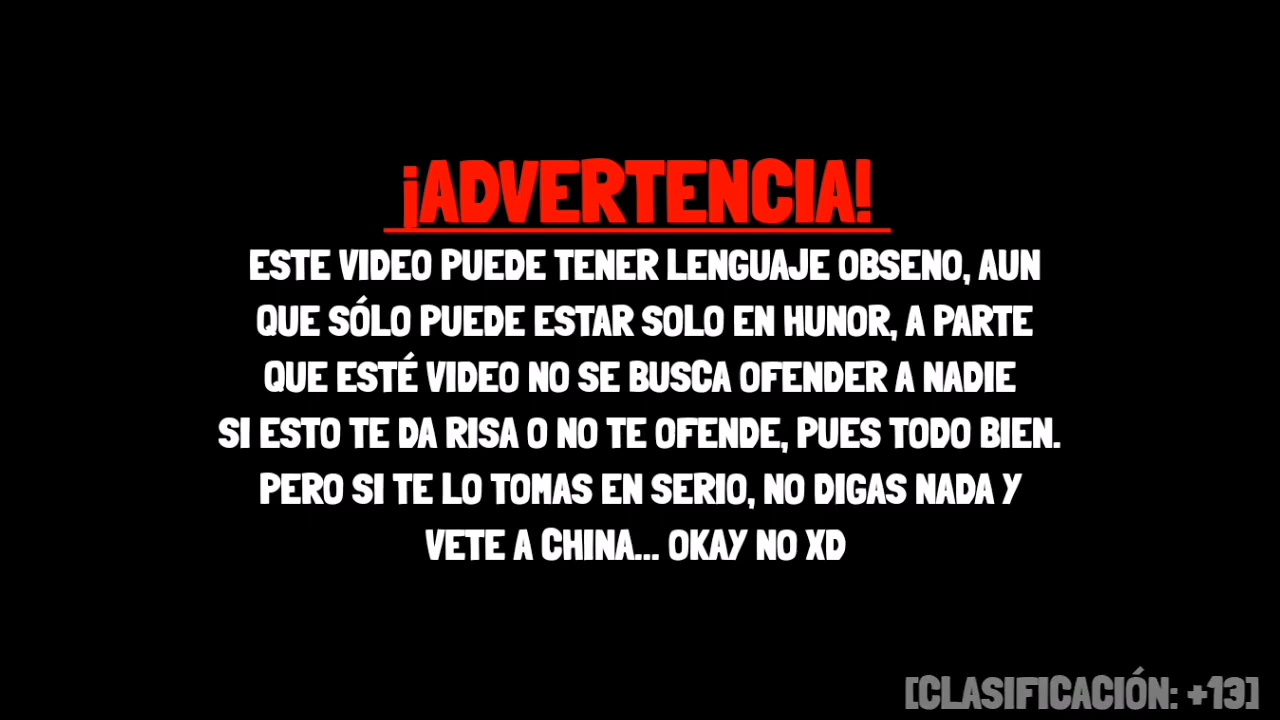 ¡ADVERTENCIA!
ESTE VIDEO PUEDE TENER LENGUAJE OBSENO, AUN
QUE SÓLO PUEDE ESTAR SOLO EN HUNOR, A PARTE
QUE ESTÉ VIDEO NO SE BUSCA OFENDER A NADIE
SI ESTO TE DA RISA O NO TE OFENDE, PUES TODO BIEN.
PERO SI TE LO TOMAS EN SERIO, NO DIGAS NADA Y
VETE A CHINA... OKAY NO XD
[CLASIFICACIÓN: +13]